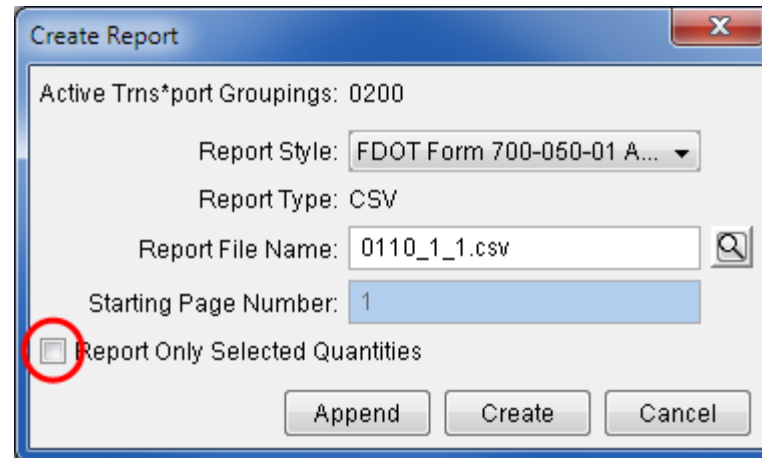 Create Report
Active Trns*port Groupings: 0200
Report Style: FDOT Form 700-050-01 A...
Report Type: CSV
Report File Name: 0110_1_1.csv
Starting Page Number: 1
Report Only Selected Quantities
Append Create Cancel